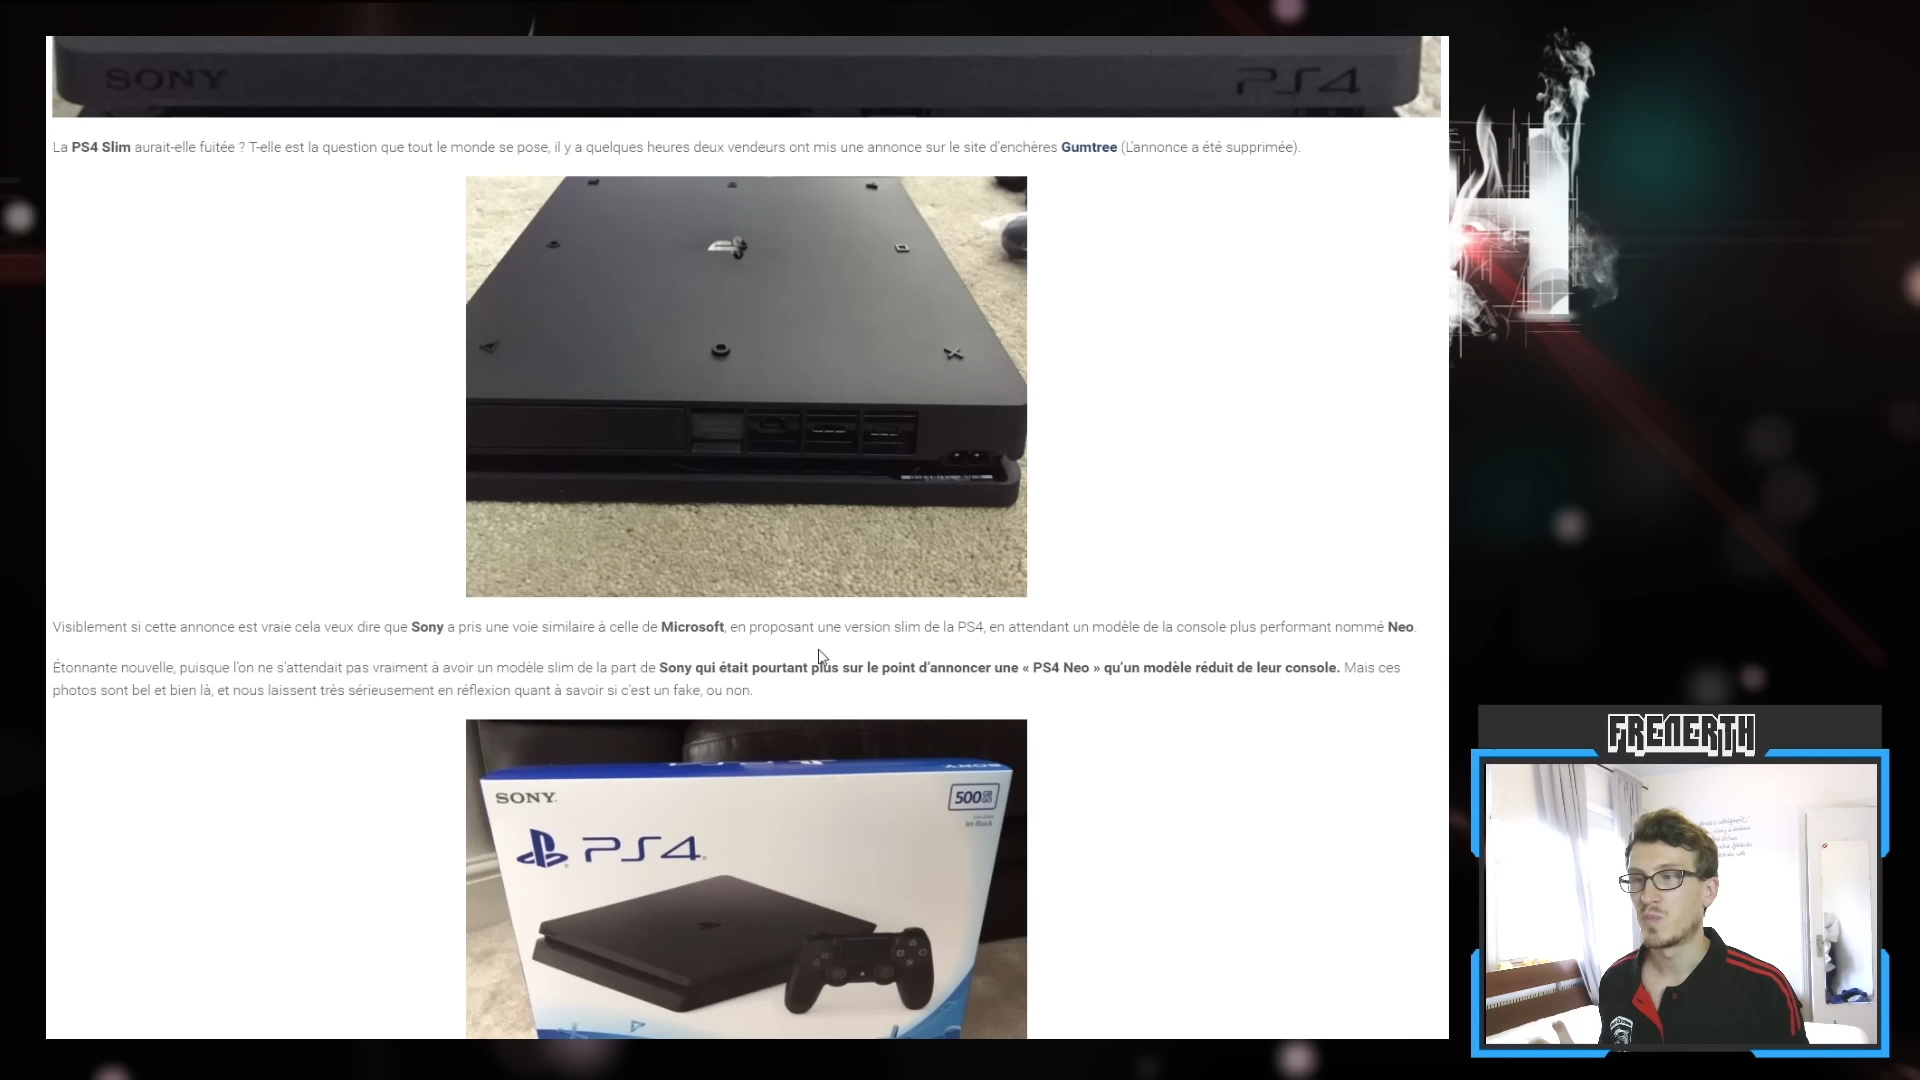 SONY
PS4
La PS4 Slim aurait-elle fuitée ? T-elle est la question que tout le monde se pose, il y a quelques heures deux vendeurs ont mis une annonce sur le site d'enchères Gumtree (L'annonce a été supprimée).
Visiblement si cette annonce est vraie cela veux dire que Sony a pris une voie similaire à celle de Microsoft, en proposant une version slim de la PS4, en attendant un modèle de la console plus performant nommé Neo.
Étonnante nouvelle, puisque l'on ne s'attendait pas vraiment à avoir un modèle slim de la part de Sony qui était pourtant plus sur le point d'annoncer une « PS4 Neo » qu'un modèle réduit de leur console. Mais ces
photos sont bel et bien là, et nous laissent très sérieusement en réflexion quant à savoir si c'est un fake, ou non.
SONY
SONY
500GB
Jet Black
PS4
FRENERTH